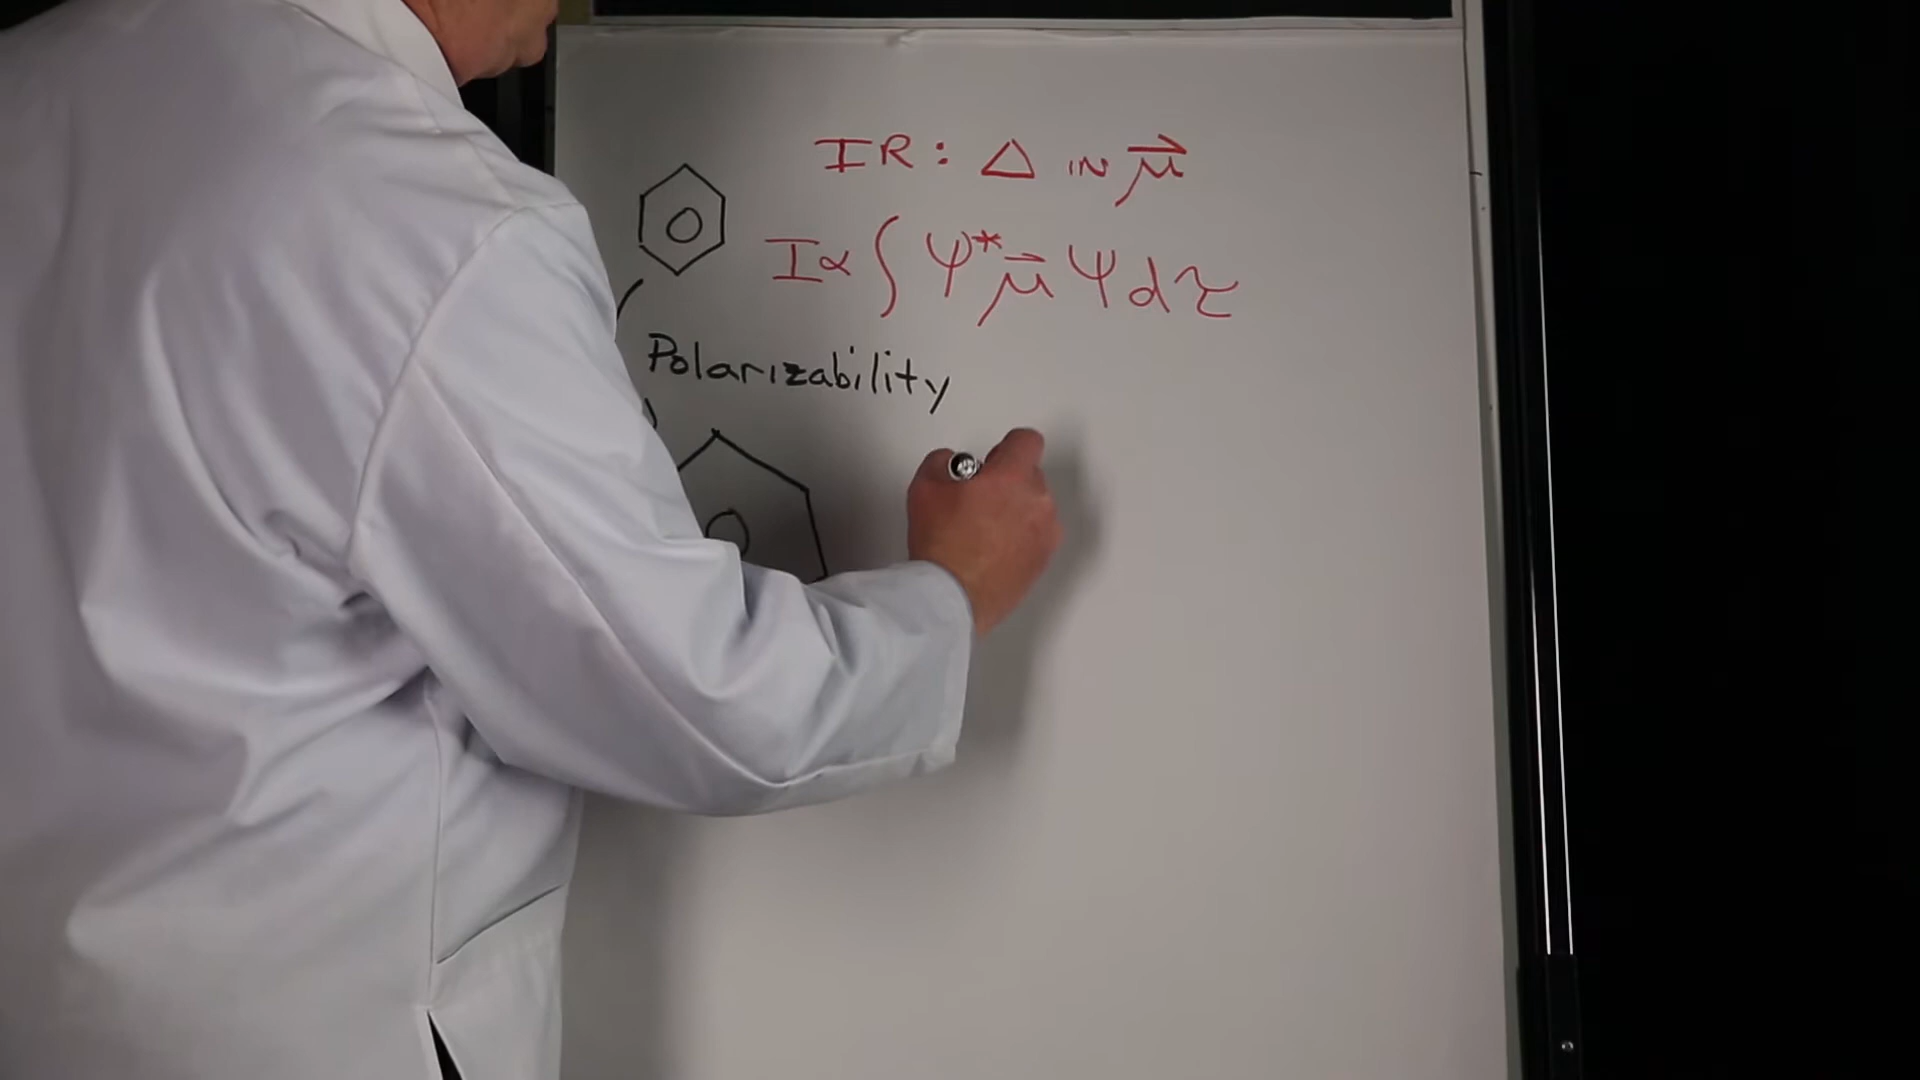 IR: Δ IN μ⃗
I ∝ ∫ ψ* μ⃗ ψ dτ
Polarizability